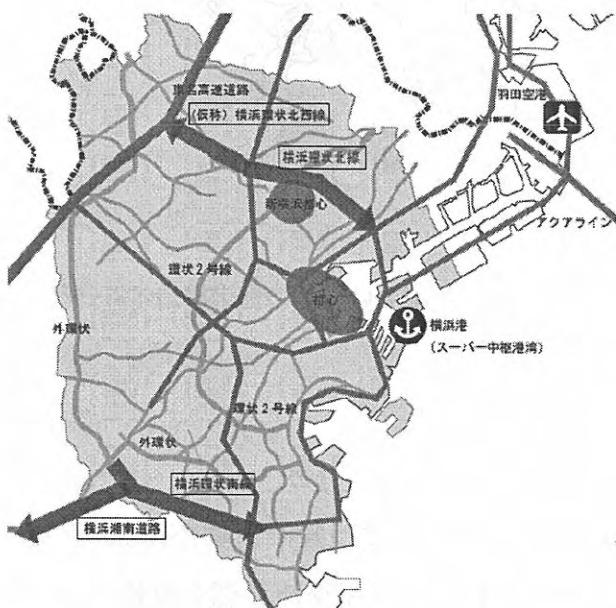 東名高速道路
羽田空港
(仮称)横浜環状北西線
横浜環状北線
新横浜都心
アクアライン
環状2号線
都心
外環状
横浜港
(スーパー中枢港湾)
環状2号線
外環状
横浜環状南線
横浜湘南道路